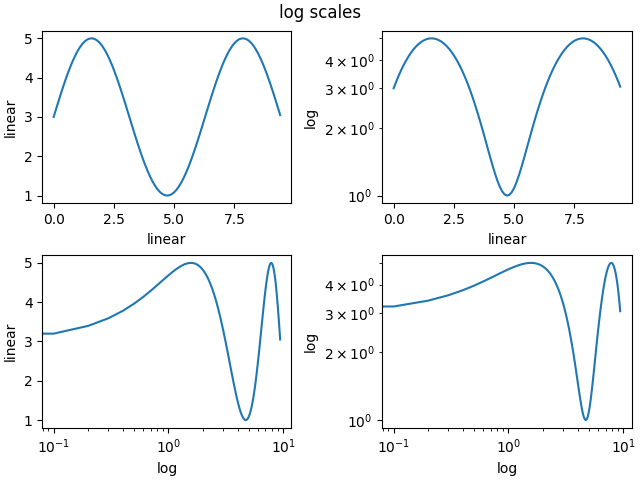 log scales
5
4
3
2
1
linear
0.0 2.5 5.0 7.5
linear
4 × 10⁰
3 × 10⁰
2 × 10⁰
10⁰
log
0.0 2.5 5.0 7.5
linear
5
4
3
2
1
linear
10⁻¹ 10⁰ 10¹
log
4 × 10⁰
3 × 10⁰
2 × 10⁰
10⁰
log
10⁻¹ 10⁰ 10¹
log